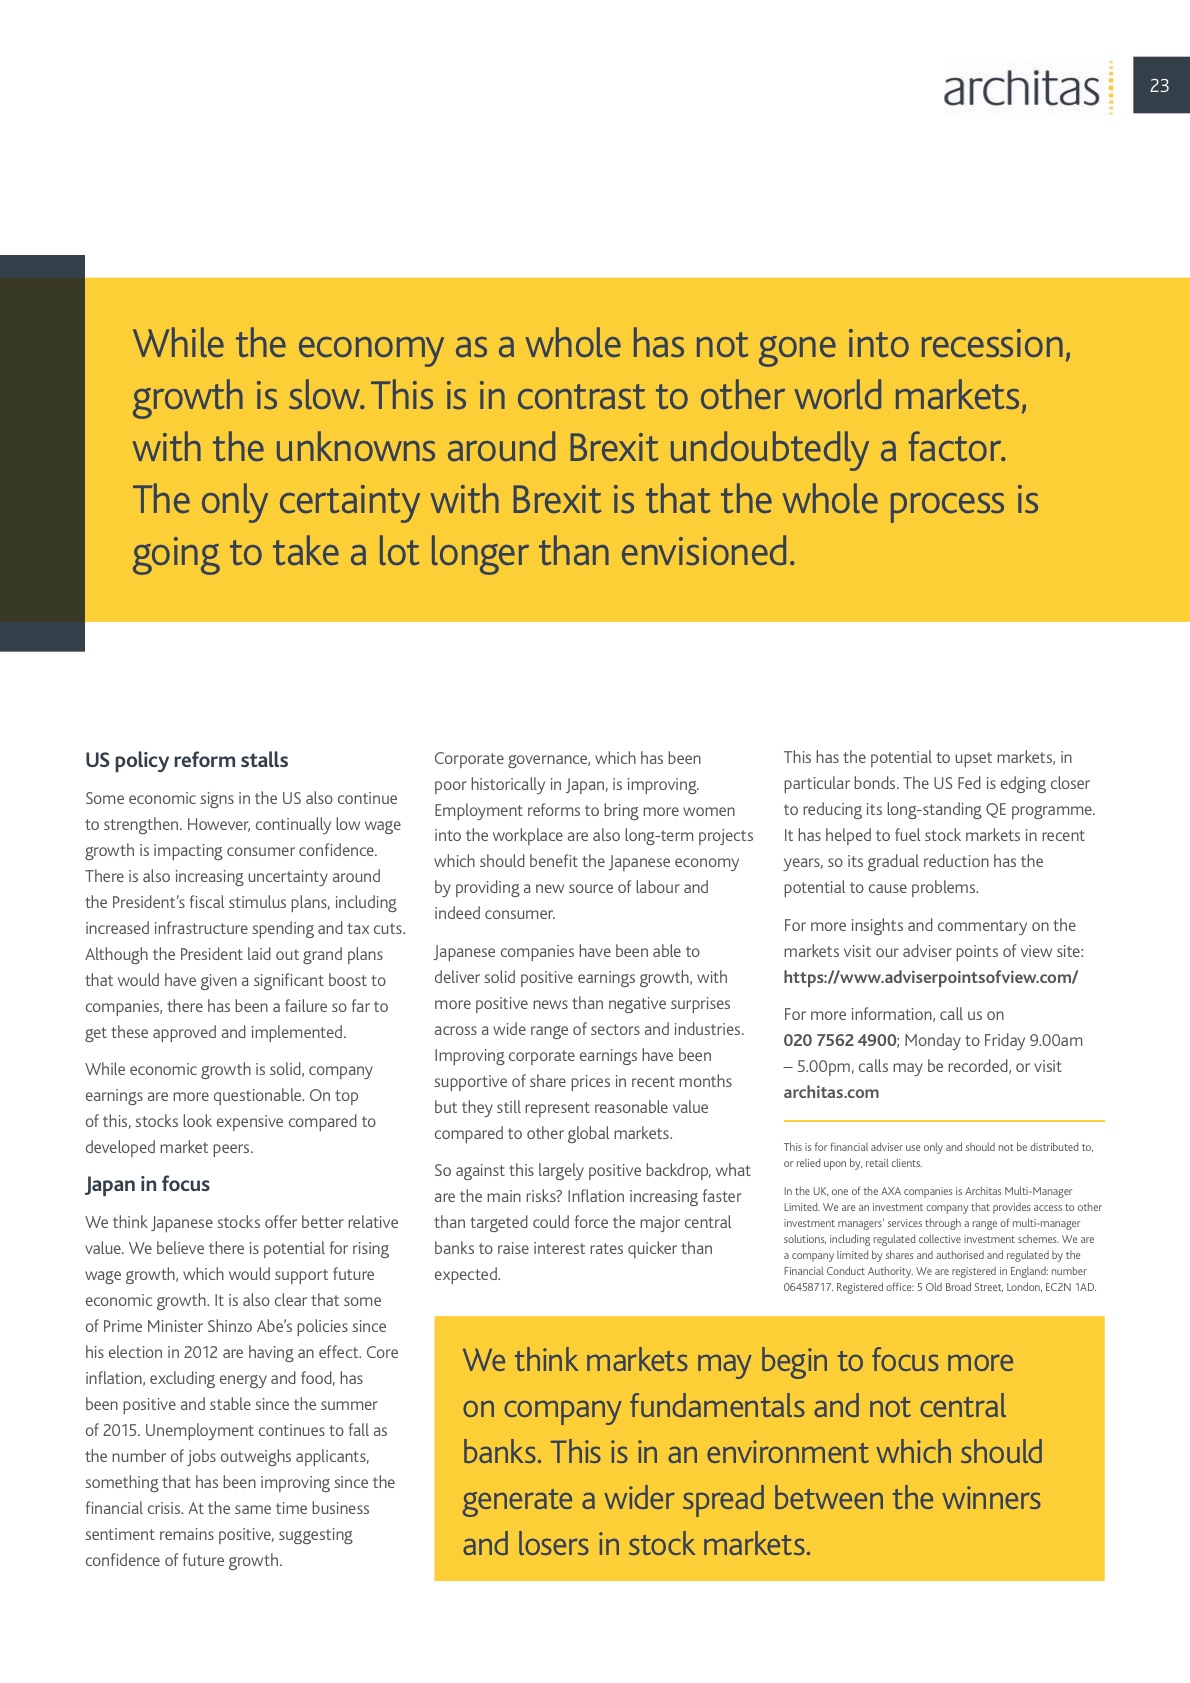 architas
23
While the economy as a whole has not gone into recession,
growth is slow. This is in contrast to other world markets,
with the unknowns around Brexit undoubtedly a factor.
The only certainty with Brexit is that the whole process is
going to take a lot longer than envisioned.
US policy reform stalls
Some economic signs in the US also continue
to strengthen. However, continually low wage
growth is impacting consumer confidence.
There is also increasing uncertainty around
the President’s fiscal stimulus plans, including
increased infrastructure spending and tax cuts.
Although the President laid out grand plans
that would have given a significant boost to
companies, there has been a failure so far to
get these approved and implemented.
While economic growth is solid, company
earnings are more questionable. On top
of this, stocks look expensive compared to
developed market peers.
Japan in focus
We think Japanese stocks offer better relative
value. We believe there is potential for rising
wage growth, which would support future
economic growth. It is also clear that some
of Prime Minister Shinzo Abe’s policies since
his election in 2012 are having an effect. Core
inflation, excluding energy and food, has
been positive and stable since the summer
of 2015. Unemployment continues to fall as
the number of jobs outweighs applicants,
something that has been improving since the
financial crisis. At the same time business
sentiment remains positive, suggesting
confidence of future growth.
Corporate governance, which has been
poor historically in Japan, is improving.
Employment reforms to bring more women
into the workplace are also long-term projects
which should benefit the Japanese economy
by providing a new source of labour and
indeed consumer.
Japanese companies have been able to
deliver solid positive earnings growth, with
more positive news than negative surprises
across a wide range of sectors and industries.
Improving corporate earnings have been
supportive of share prices in recent months
but they still represent reasonable value
compared to other global markets.
So against this largely positive backdrop, what
are the main risks? Inflation increasing faster
than targeted could force the major central
banks to raise interest rates quicker than
expected.
This has the potential to upset markets, in
particular bonds. The US Fed is edging closer
to reducing its long-standing QE programme.
It has helped to fuel stock markets in recent
years, so its gradual reduction has the
potential to cause problems.
For more insights and commentary on the
markets visit our adviser points of view site:
https://www.adviserpointsofview.com/
For more information, call us on
020 7562 4900; Monday to Friday 9.00am
– 5.00pm, calls may be recorded, or visit
architas.com
This is for financial adviser use only and should not be distributed to,
or relied upon by, retail clients.
In the UK, one of the AXA companies is Architas Multi-Manager
Limited. We are an investment company that provides access to other
investment managers’ services through a range of multi-manager
solutions, including regulated collective investment schemes. We are
a company limited by shares and authorised and regulated by the
Financial Conduct Authority. We are registered in England: number
06458717. Registered office: 5 Old Broad Street, London, EC2N 1AD.
We think markets may begin to focus more
on company fundamentals and not central
banks. This is in an environment which should
generate a wider spread between the winners
and losers in stock markets.